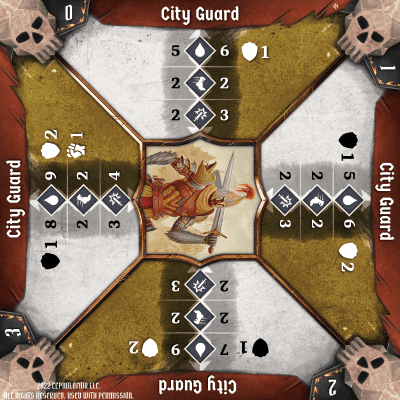 0
City Guard
5 6 1
2 2
2 3
1
City Guard
1 5 6 2
2 2
2 3
2
City Guard
1 7 9 2
2 2
2 3
3
City Guard
1 8 9 2
2 2 1
3 4
2022 CEPHALOFAIR LLC.
ALL RIGHTS RESERVED. USED WITH PERMISSION.